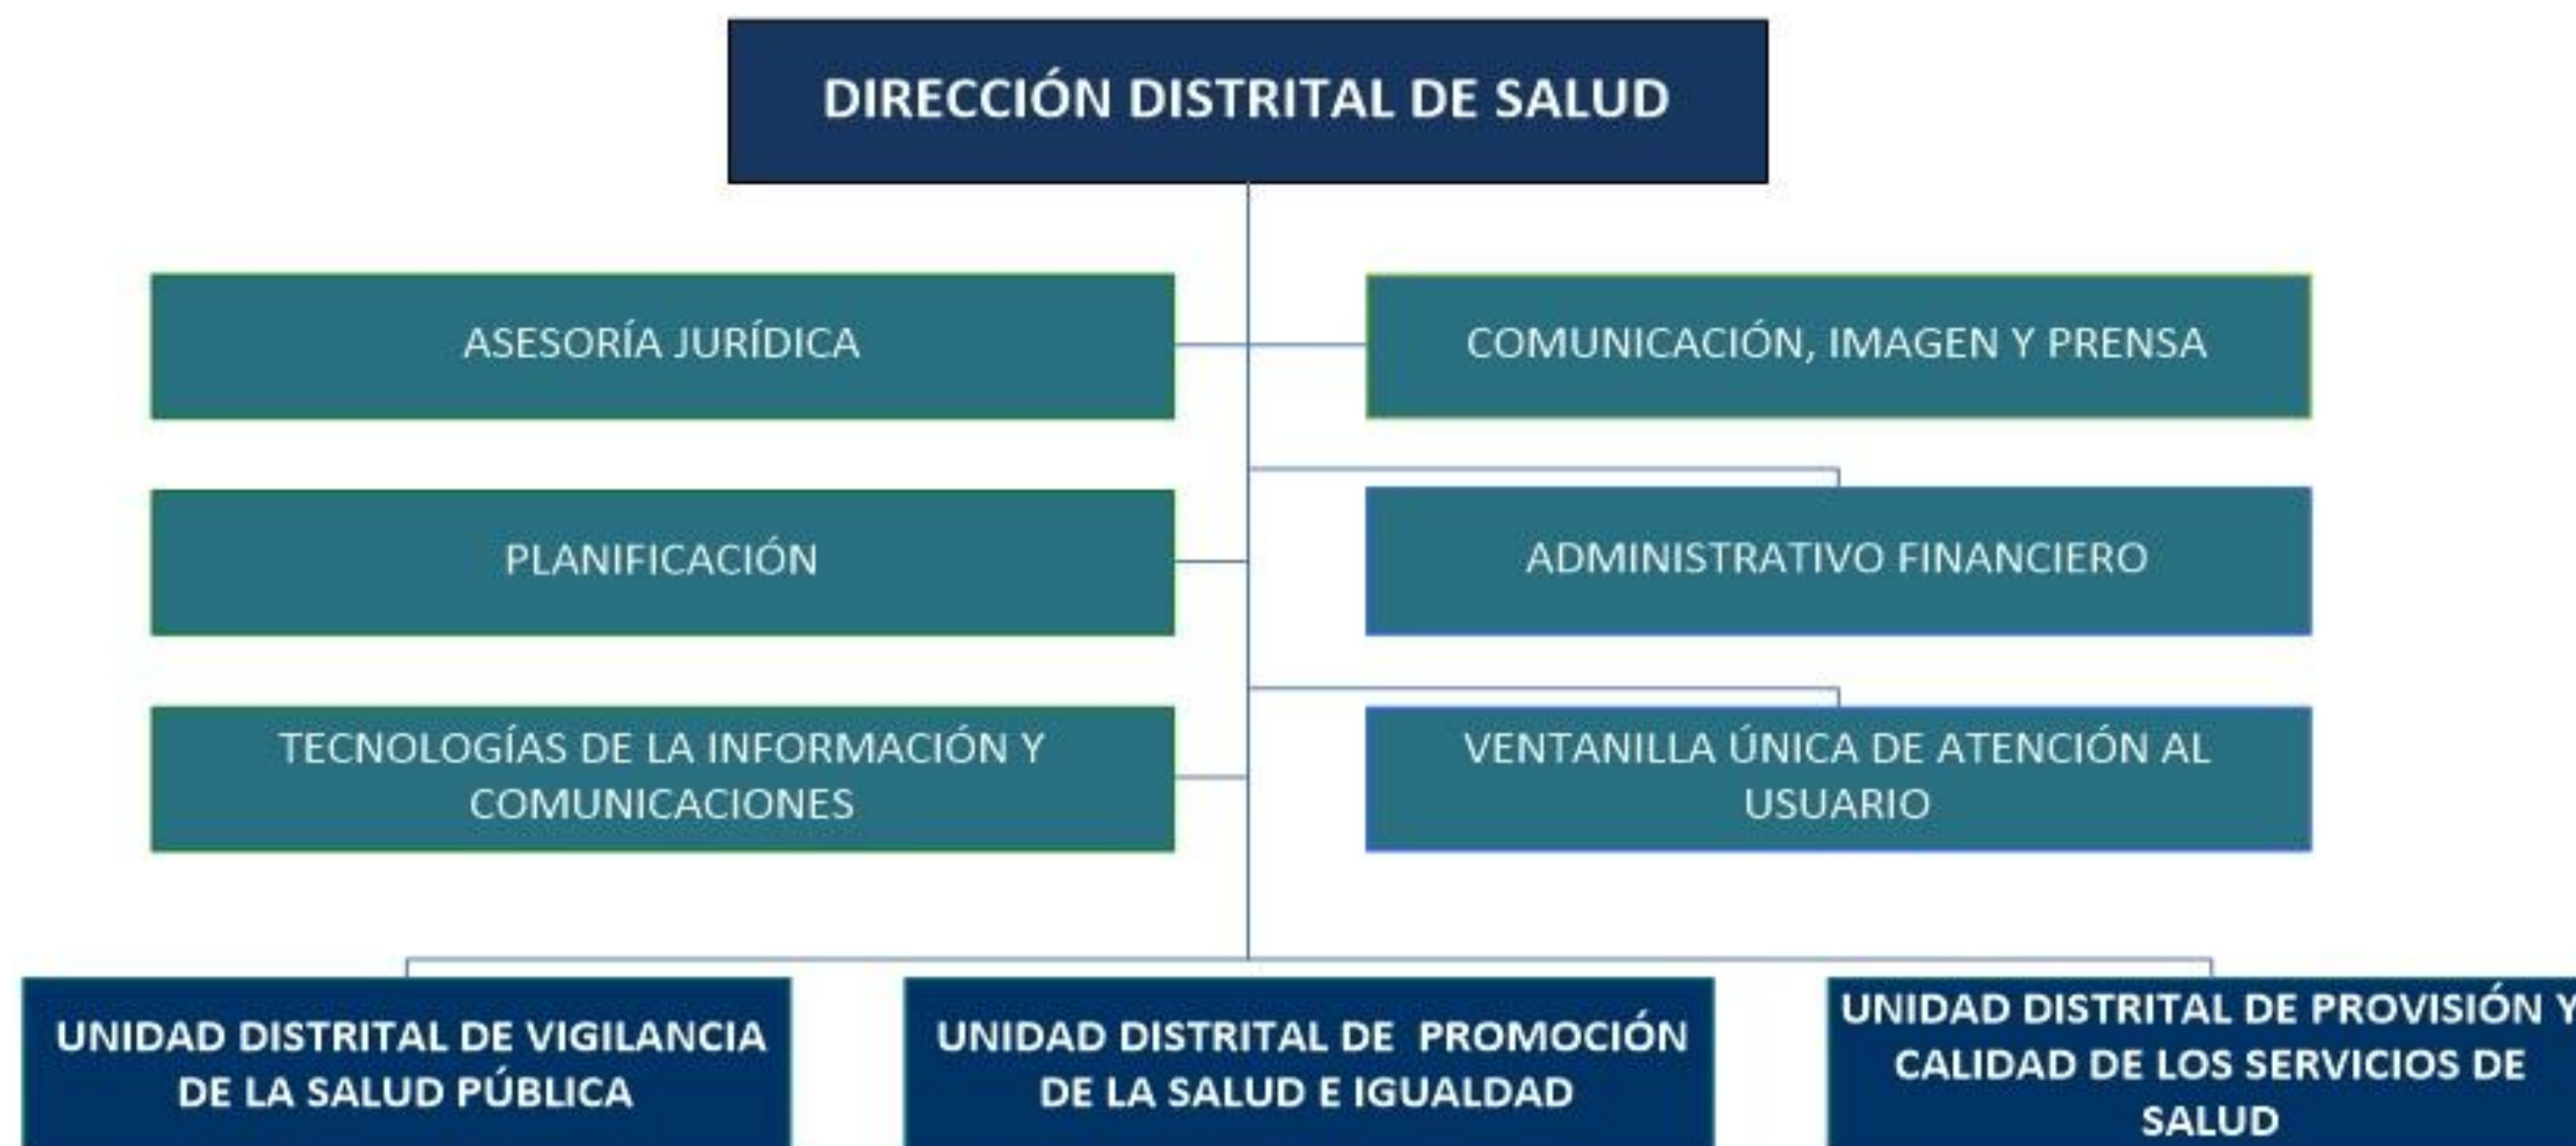 DIRECCIÓN DISTRITAL DE SALUD
ASESORÍA JURÍDICA
COMUNICACIÓN, IMAGEN Y PRENSA
PLANIFICACIÓN
ADMINISTRATIVO FINANCIERO
TECNOLOGÍAS DE LA INFORMACIÓN Y
COMUNICACIONES
VENTANILLA ÚNICA DE ATENCIÓN AL
USUARIO
UNIDAD DISTRITAL DE VIGILANCIA
DE LA SALUD PÚBLICA
UNIDAD DISTRITAL DE PROMOCIÓN
DE LA SALUD E IGUALDAD
UNIDAD DISTRITAL DE PROVISIÓN Y
CALIDAD DE LOS SERVICIOS DE
SALUD